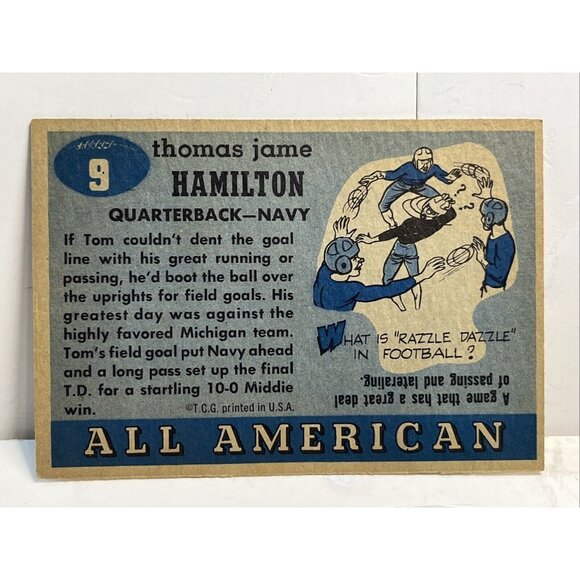 9
thomas jame
HAMILTON
QUARTERBACK—NAVY
If Tom couldn't dent the goal
line with his great running or
passing, he'd boot the ball over
the uprights for field goals. His
greatest day was against the
highly favored Michigan team.
Tom's field goal put Navy ahead
and a long pass set up the final
T.D. for a startling 10-0 Middie
win.
©T.C.G. printed in U.S.A.
? ? ?
WHAT IS "RAZZLE DAZZLE"
IN FOOTBALL?
A game that has a great deal
of passing and lateraling.
ALL AMERICAN